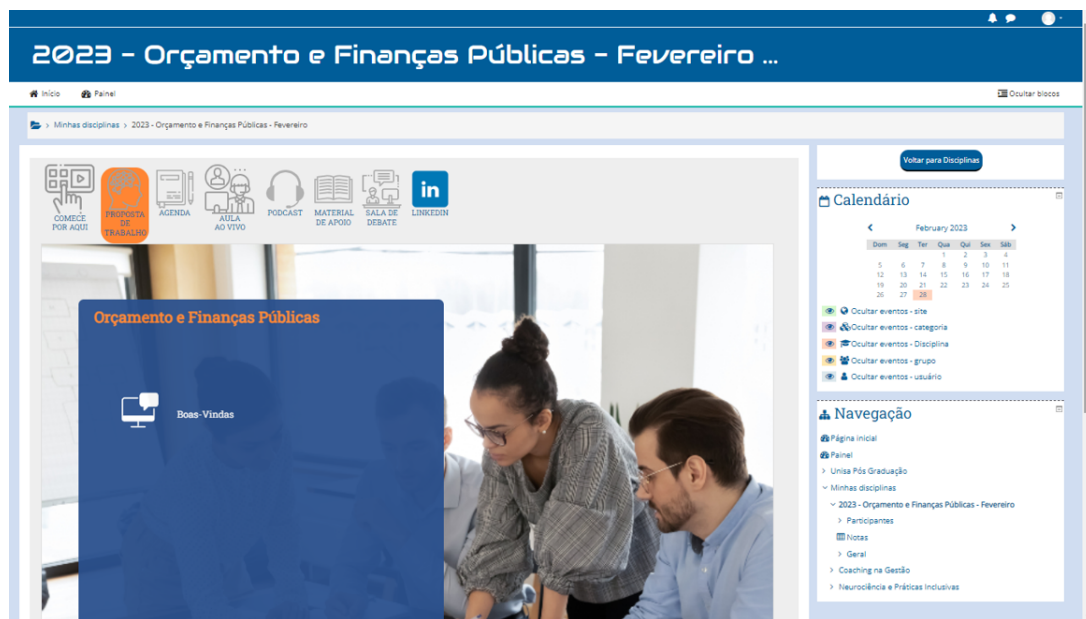 2023 - Orçamento e Finanças Públicas - Fevereiro ...
Início
Painel
Ocultar blocos
> Minhas disciplinas > 2023 - Orçamento e Finanças Públicas - Fevereiro
COMECE
POR AQUI
PROPOSTA
DE
TRABALHO
AGENDA
AULA
AO VIVO
PODCAST
MATERIAL
DE APOIO
SALA DE
DEBATE
in
LINKEDIN
Orçamento e Finanças Públicas
Boas-Vindas
Voltar para Disciplinas
Calendário
February 2023
Dom Seg Ter Qua Qui Sex Sáb
1 2 3 4
5 6 7 8 9 10 11
12 13 14 15 16 17 18
19 20 21 22 23 24 25
26 27 28
Ocultar eventos - site
Ocultar eventos - categoria
Ocultar eventos - Disciplina
Ocultar eventos - grupo
Ocultar eventos - usuário
Navegação
Página inicial
Painel
Unisa Pós Graduação
Minhas disciplinas
2023 - Orçamento e Finanças Públicas - Fevereiro
Participantes
Notas
Geral
Coaching na Gestão
Neurociência e Práticas Inclusivas